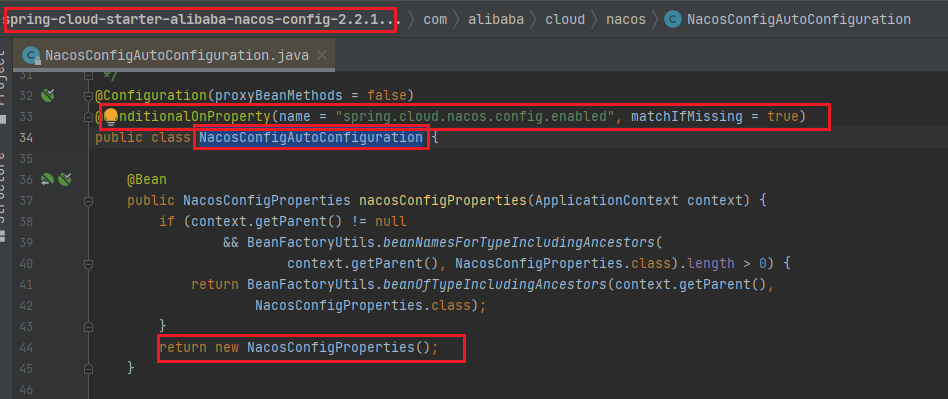 spring-cloud-starter-alibaba-nacos-config-2.2.1... 〉 com 〉 alibaba 〉 cloud 〉 nacos 〉 NacosConfigAutoConfiguration
NacosConfigAutoConfiguration.java ×
Project
Structure
31 */
32 @Configuration(proxyBeanMethods = false)
33 nditionalOnProperty(name = "spring.cloud.nacos.config.enabled", matchIfMissing = true)
34 public class NacosConfigAutoConfiguration {
35
36 @Bean
37 public NacosConfigProperties nacosConfigProperties(ApplicationContext context) {
38 if (context.getParent() != null
39 && BeanFactoryUtils.beanNamesForTypeIncludingAncestors(
40 context.getParent(), NacosConfigProperties.class).length > 0) {
41 return BeanFactoryUtils.beanOfTypeIncludingAncestors(context.getParent(),
42 NacosConfigProperties.class);
43 }
44 return new NacosConfigProperties();
45 }
46